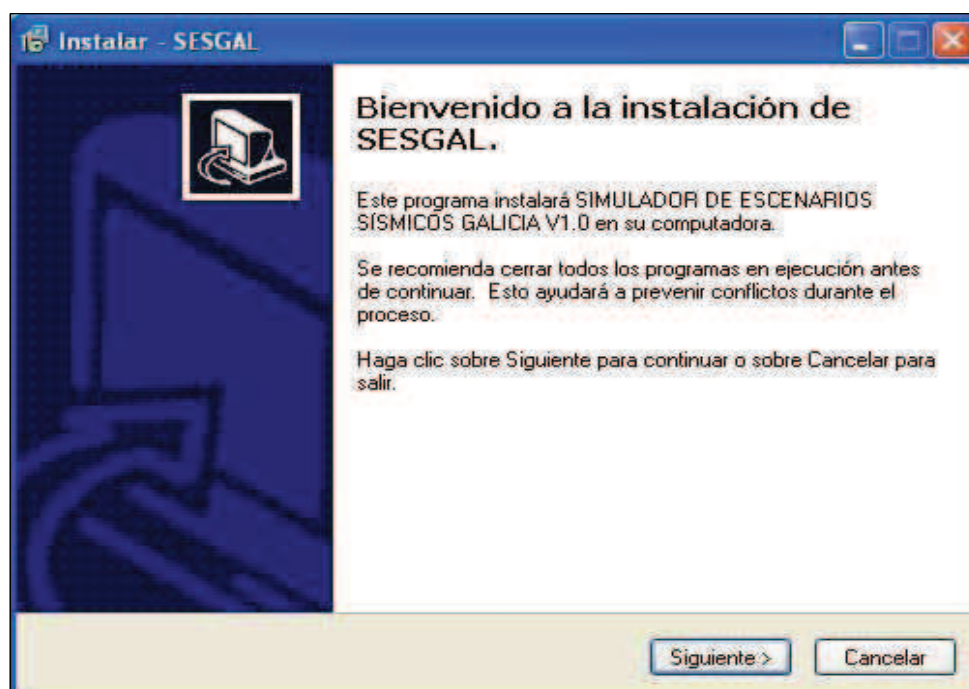 Instalar - SESGAL
Bienvenido a la instalación de
SESGAL.
Este programa instalará SIMULADOR DE ESCENARIOS
SÍSMICOS GALICIA V1.0 en su computadora.
Se recomienda cerrar todos los programas en ejecución antes
de continuar. Esto ayudará a prevenir conflictos durante el
proceso.
Haga clic sobre Siguiente para continuar o sobre Cancelar para
salir.
Siguiente >
Cancelar